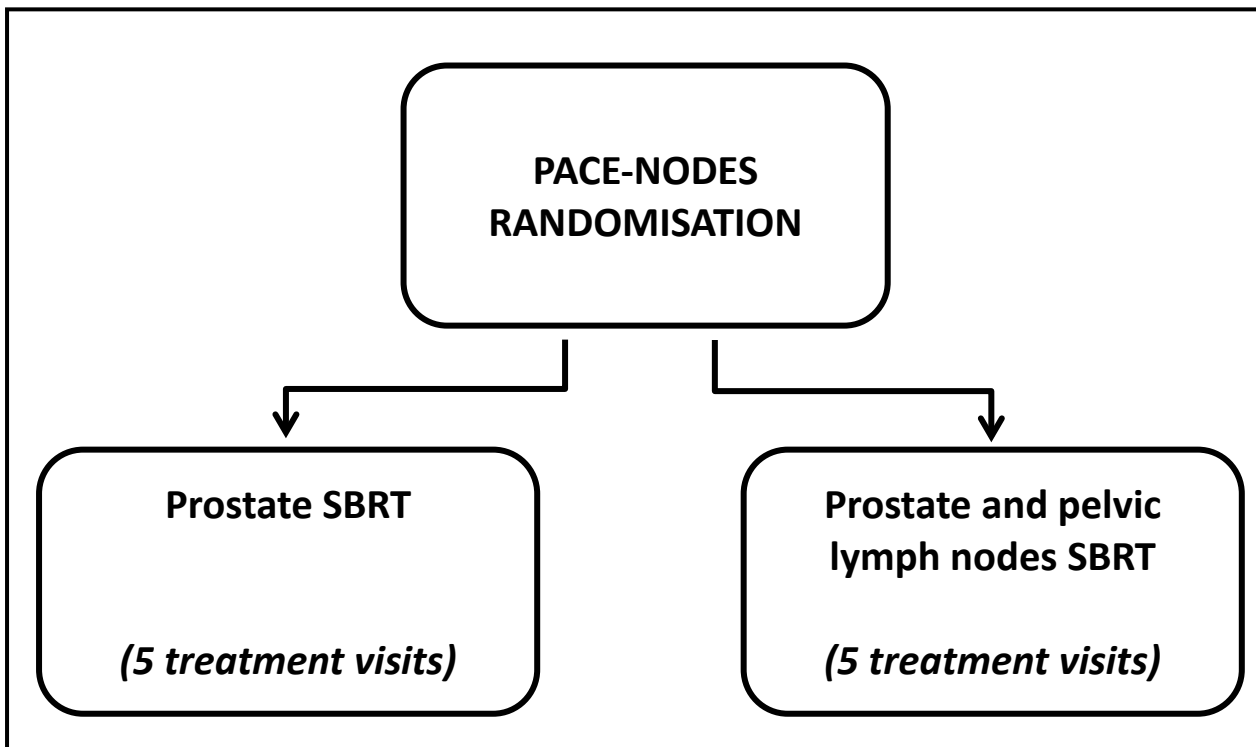 PACE-NODES
RANDOMISATION
Prostate SBRT
(5 treatment visits)
Prostate and pelvic
lymph nodes SBRT
(5 treatment visits)